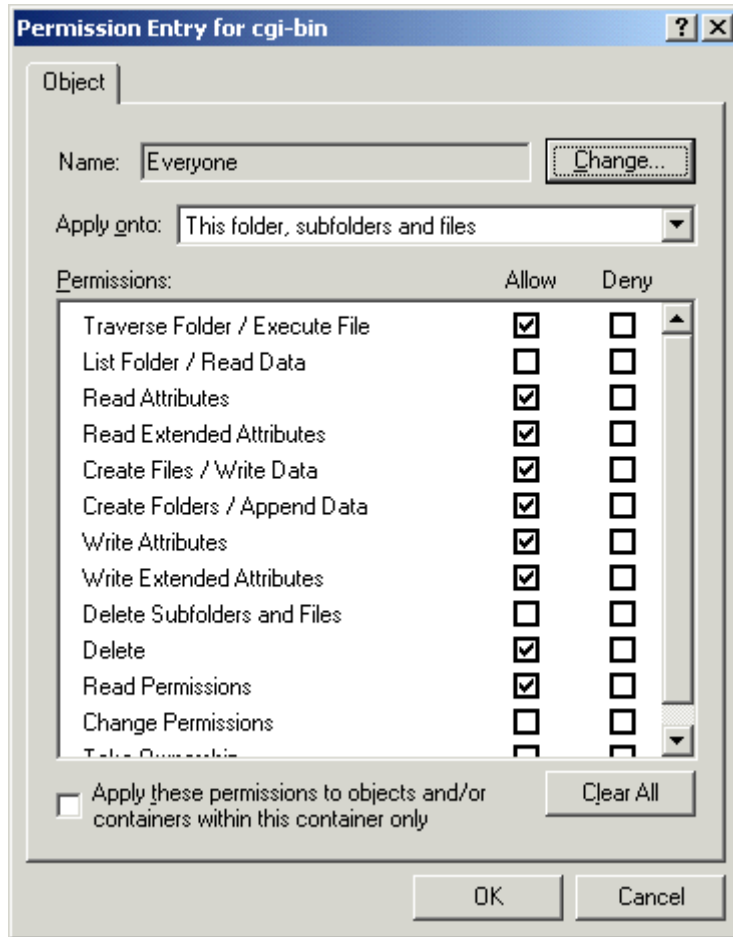 Permission Entry for cgi-bin
Object
Name: Everyone Change...
Apply onto: This folder, subfolders and files
Permissions: Allow Deny
Traverse Folder / Execute File
List Folder / Read Data
Read Attributes
Read Extended Attributes
Create Files / Write Data
Create Folders / Append Data
Write Attributes
Write Extended Attributes
Delete Subfolders and Files
Delete
Read Permissions
Change Permissions
Take Ownership
Apply these permissions to objects and/or
containers within this container only
Clear All
OK Cancel